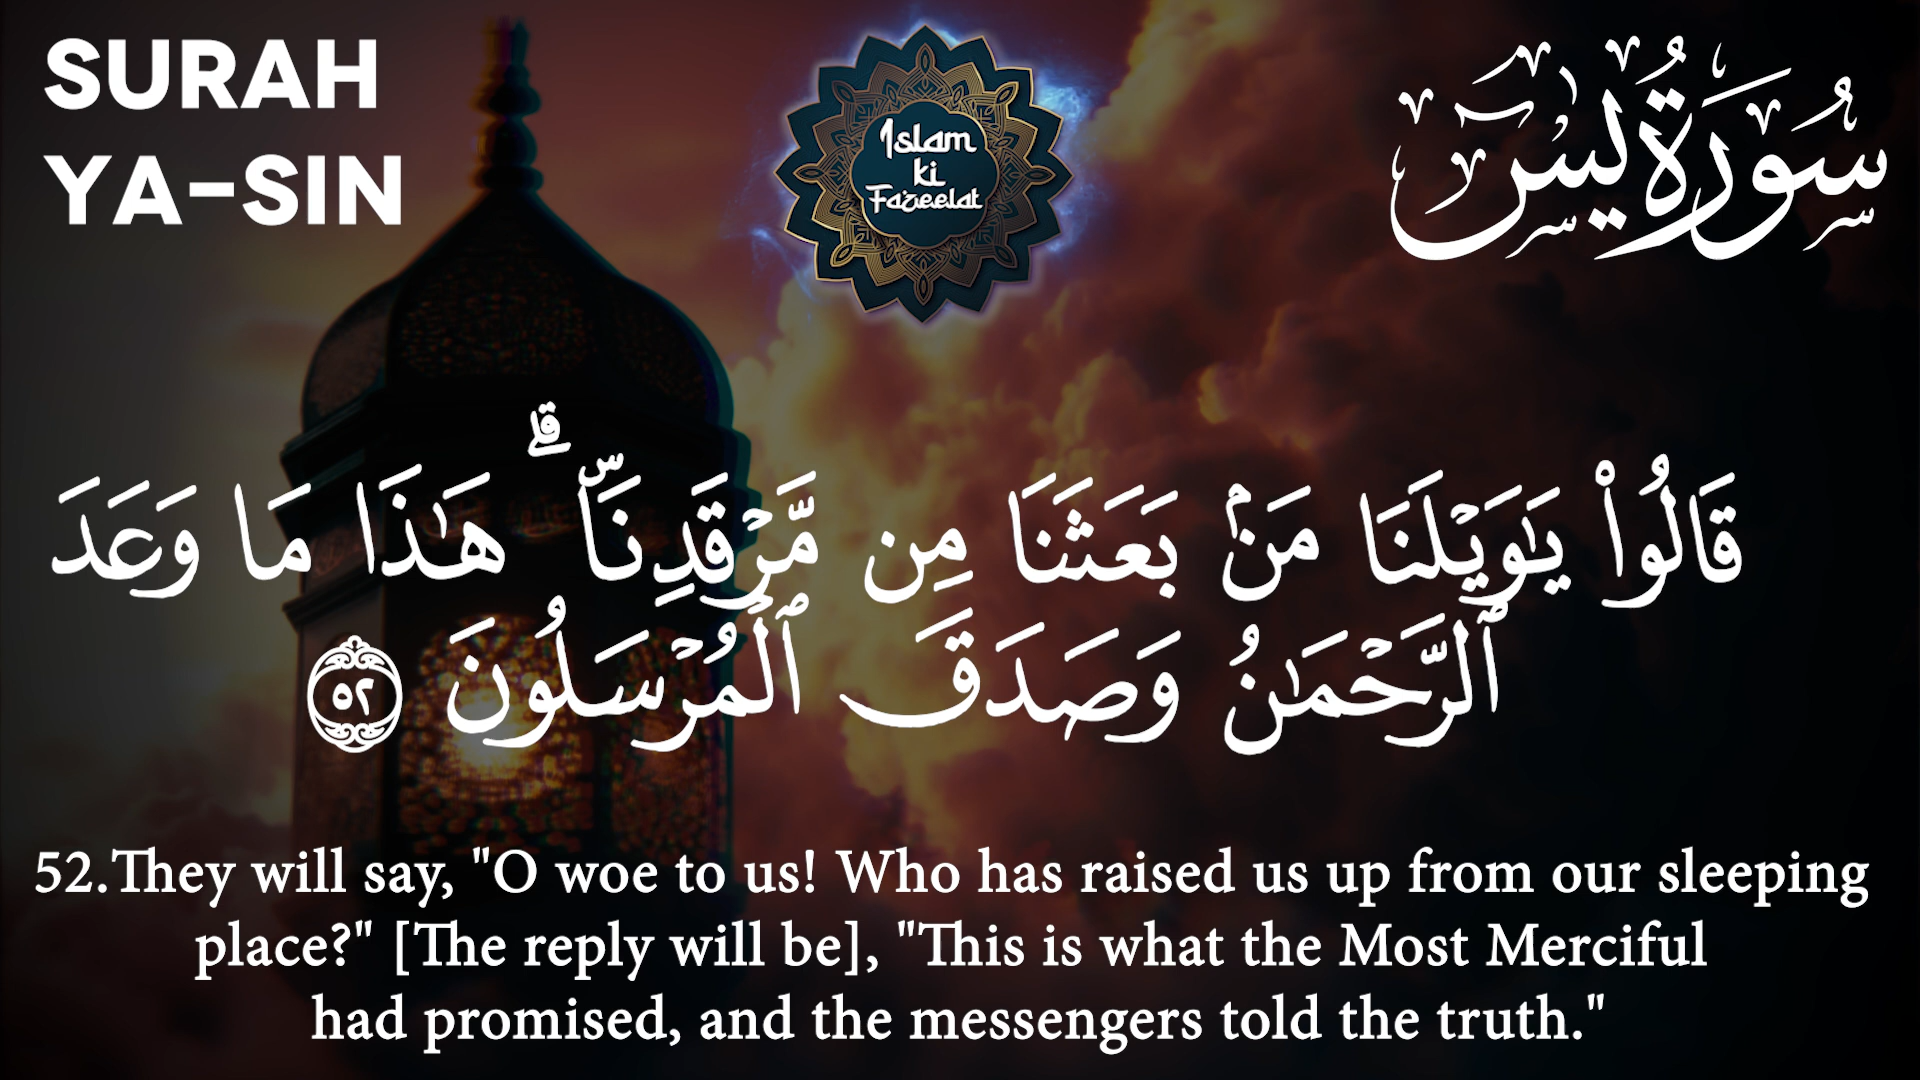 SURAH
YA-SIN
Islam
ki
Fazeelat
سُورَةُ يسٓ
قَالُوا۟ يَـٰوَيْلَنَا مَنۢ بَعَثَنَا مِن مَّرْقَدِنَاۜ ۗ هَـٰذَا مَا وَعَدَ
ٱلرَّحْمَـٰنُ وَصَدَقَ ٱلْمُرْسَلُونَ ٥٢
52.They will say, "O woe to us! Who has raised us up from our sleeping
place?" [The reply will be], "This is what the Most Merciful
had promised, and the messengers told the truth."